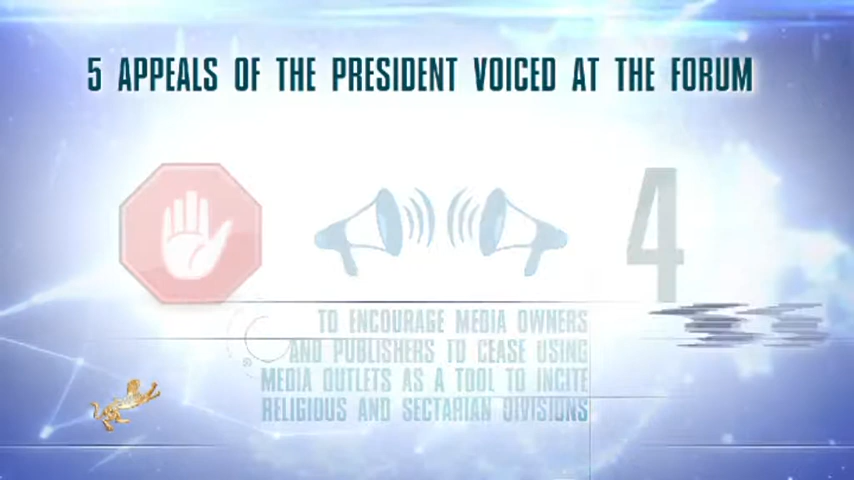 5 APPEALS OF THE PRESIDENT VOICED AT THE FORUM
4
TO ENCOURAGE MEDIA OWNERS
AND PUBLISHERS TO CEASE USING
MEDIA OUTLETS AS A TOOL TO INCITE
RELIGIOUS AND SECTARIAN DIVISIONS